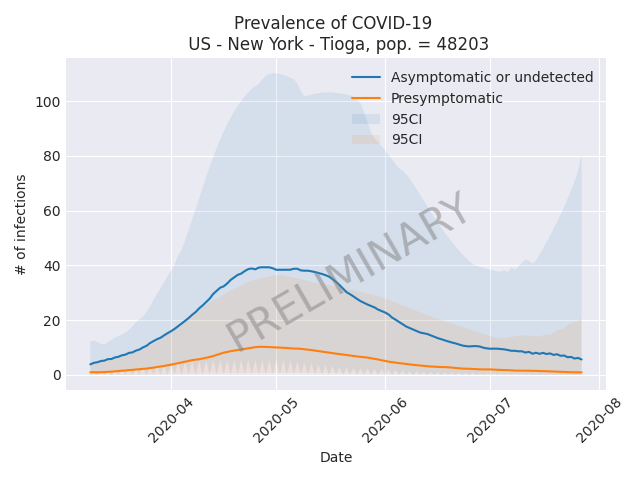 Prevalence of COVID-19
US - New York - Tioga, pop. = 48203
Asymptomatic or undetected
Presymptomatic
95CI
95CI
# of infections
100
80
60
40
20
0
PRELIMINARY
2020-04
2020-05
2020-06
2020-07
2020-08
Date